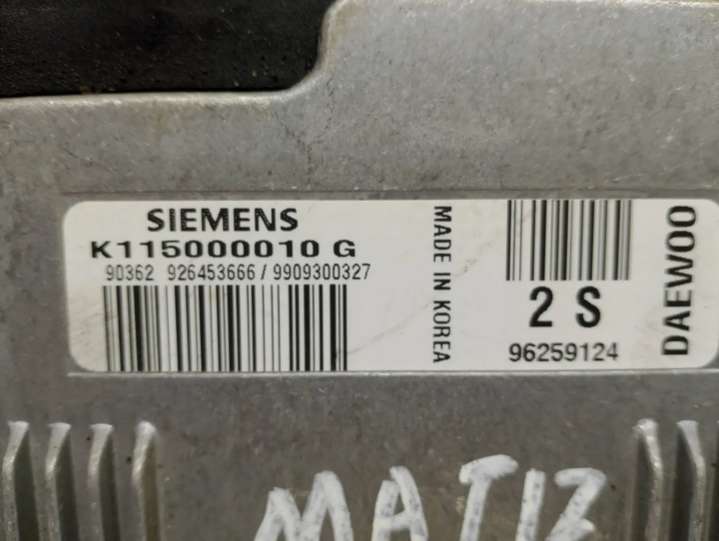 SIEMENS
K115000010 G
90362 926453666 / 9909300327
MADE IN KOREA
2 S
96259124
DAEWOO
MATIZ